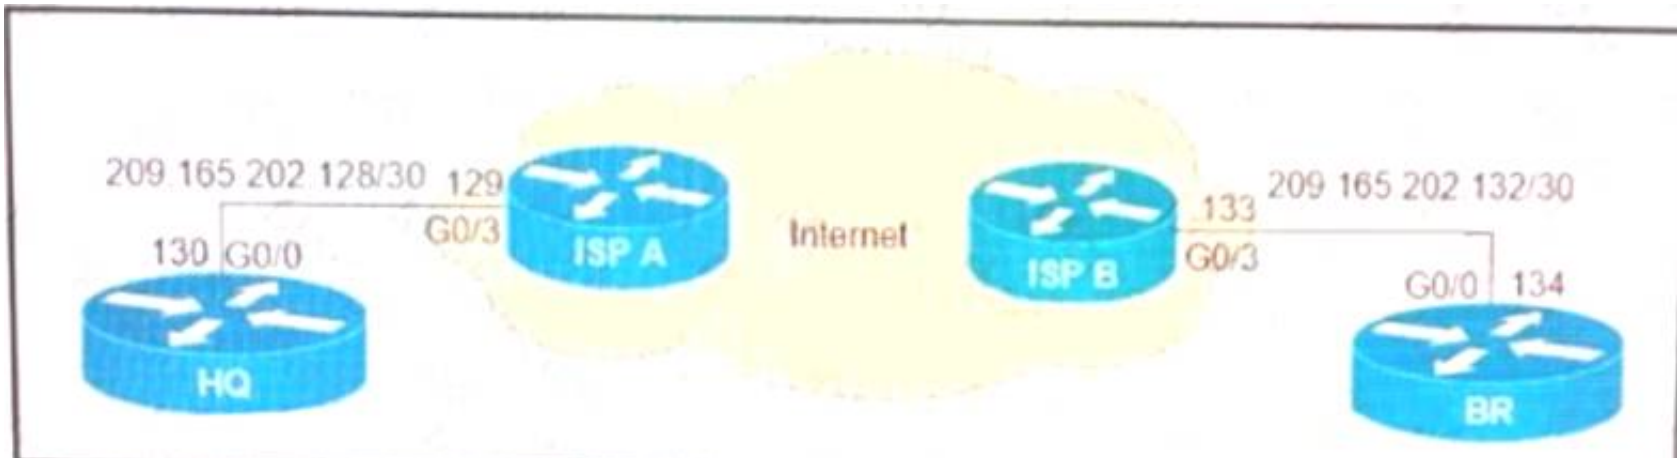 209 165 202 128/30
129
G0/3
130 G0/0
HQ
ISP A
Internet
ISP B
133
G0/3
209 165 202 132/30
G0/0 134
BR